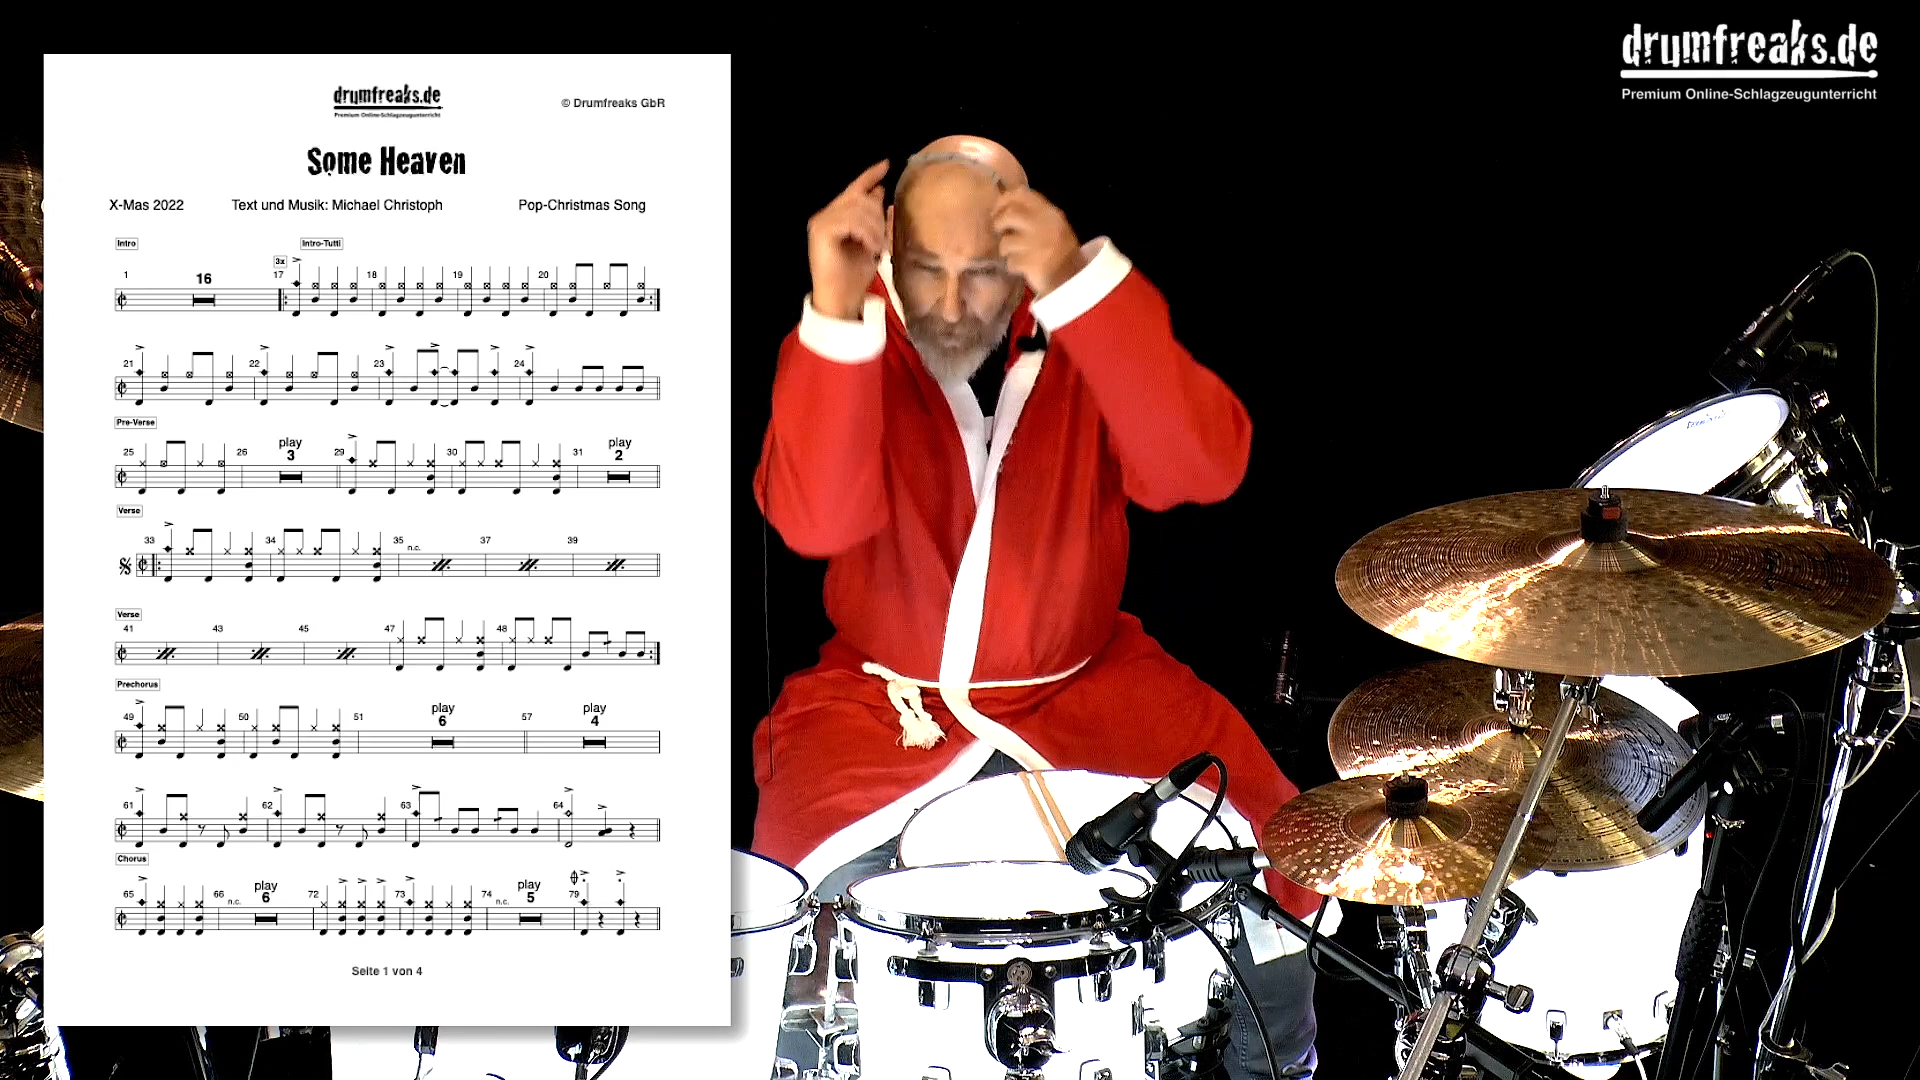 drumfreaks.de
Premium Online-Schlagzeugunterricht
drumfreaks.de
Premium Online-Schlagzeugunterricht
© Drumfreaks GbR
Some Heaven
X-Mas 2022 Text und Musik: Michael Christoph Pop-Christmas Song
Intro Intro-Tutti
3x
1 16 17 18 19 20
21 22 23 24
Pre-Verse
play play
25 26 3 29 30 31 2
Verse
33 34 35 n.c. 37 39
Verse
41 43 45 47 48
Prechorus
play play
49 50 51 6 57 4
61 62 63 64
Chorus
play play
65 66 n.c. 6 72 73 74 n.c. 5 79
Seite 1 von 4